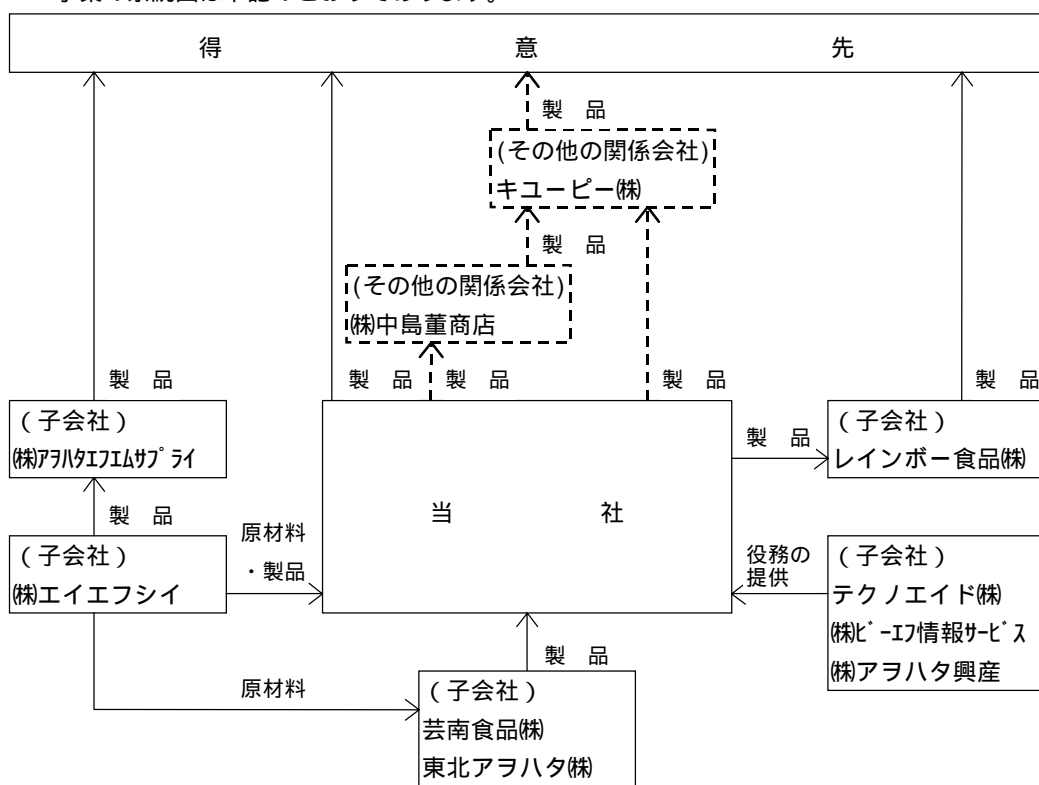 得 意 先
製 品
(その他の関係会社)
キユーピー㈱
製 品
(その他の関係会社)
㈱中島董商店
製 品
製 品
製 品
製 品
製 品
(子会社)
㈱ｱｦﾊﾀｴﾌｴﾑｻﾌﾟﾗｲ
製 品
(子会社)
レインボー食品㈱
製 品
当 社
(子会社)
㈱エイエフシイ
原材料
・製品
役務の
提供
(子会社)
テクノエイド㈱
㈱ﾋﾞｰｴﾌ情報ｻｰﾋﾞｽ
㈱アヲハタ興産
製 品
原材料
(子会社)
芸南食品㈱
東北アヲハタ㈱